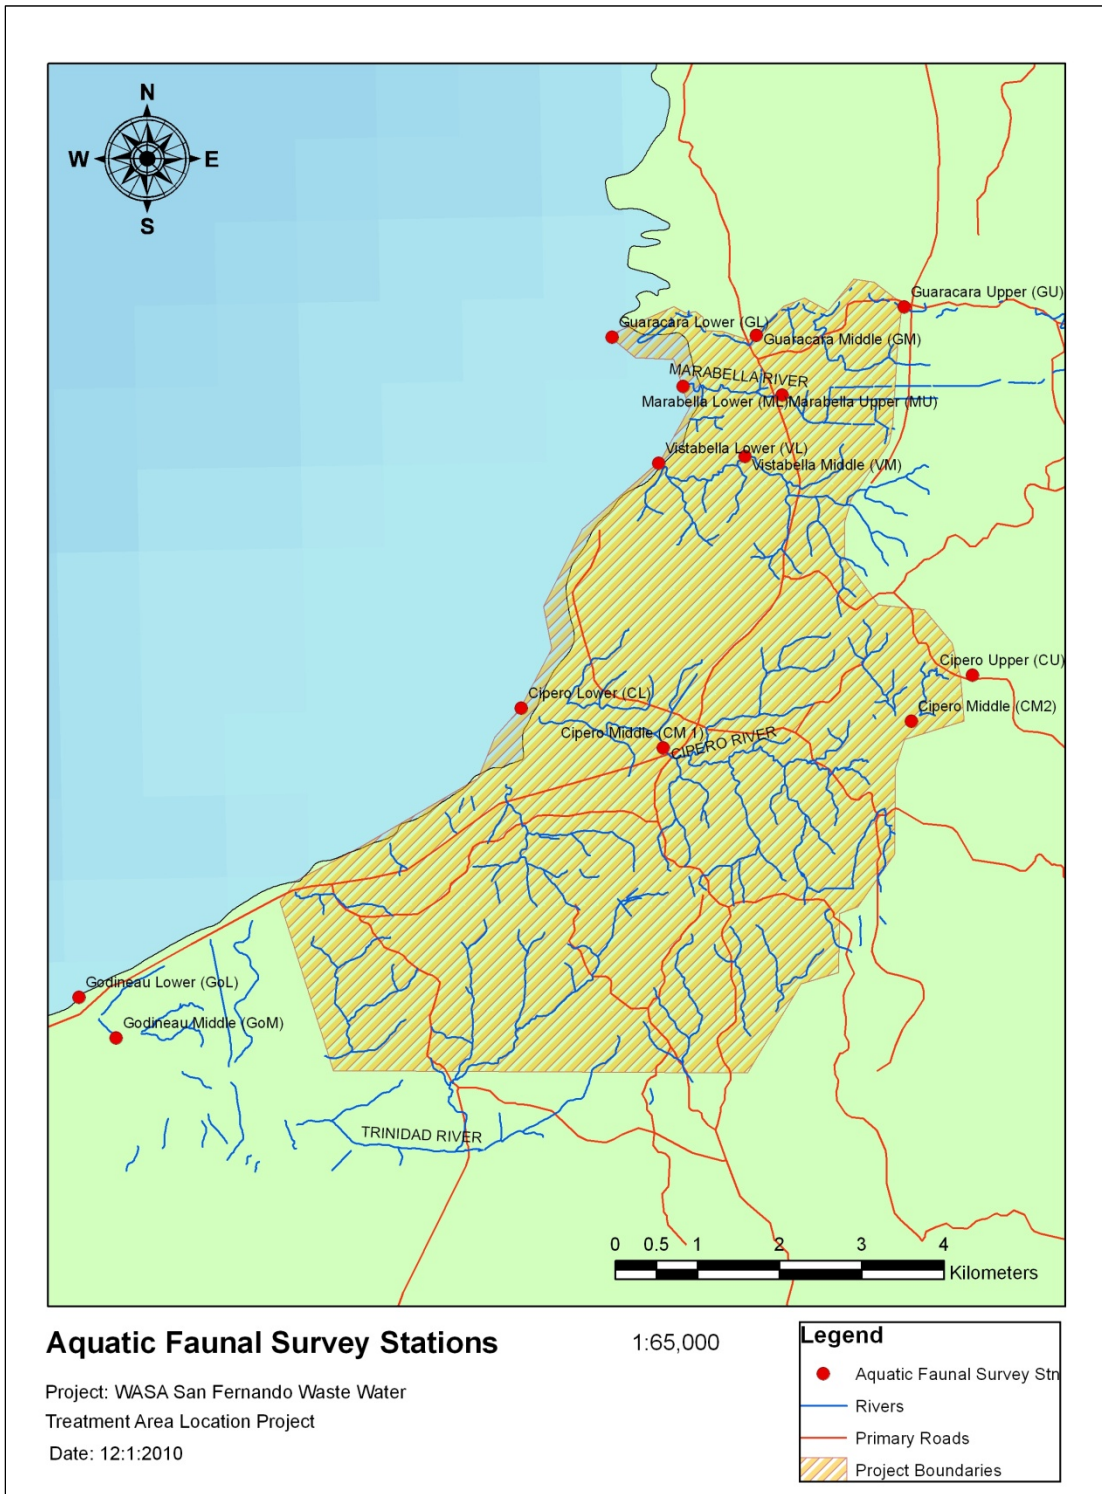 N
W E
S
Guaracara Upper (GU)
Guaracara Lower (GL)
Guaracara Middle (GM)
MARABELLA RIVER
Marabella Lower (ML)
Marabella Upper (MU)
Vistabella Lower (VL)
Vistabella Middle (VM)
Cipero Upper (CU)
Cipero Lower (CL)
Cipero Middle (CM2)
Cipero Middle (CM 1)
CIPERO RIVER
Godineau Lower (GoL)
Godineau Middle (GoM)
TRINIDAD RIVER
0 0.5 1 2 3 4
Kilometers
Aquatic Faunal Survey Stations
1:65,000
Project: WASA San Fernando Waste Water
Treatment Area Location Project
Date: 12:1:2010
Legend
Aquatic Faunal Survey Stn
Rivers
Primary Roads
Project Boundaries